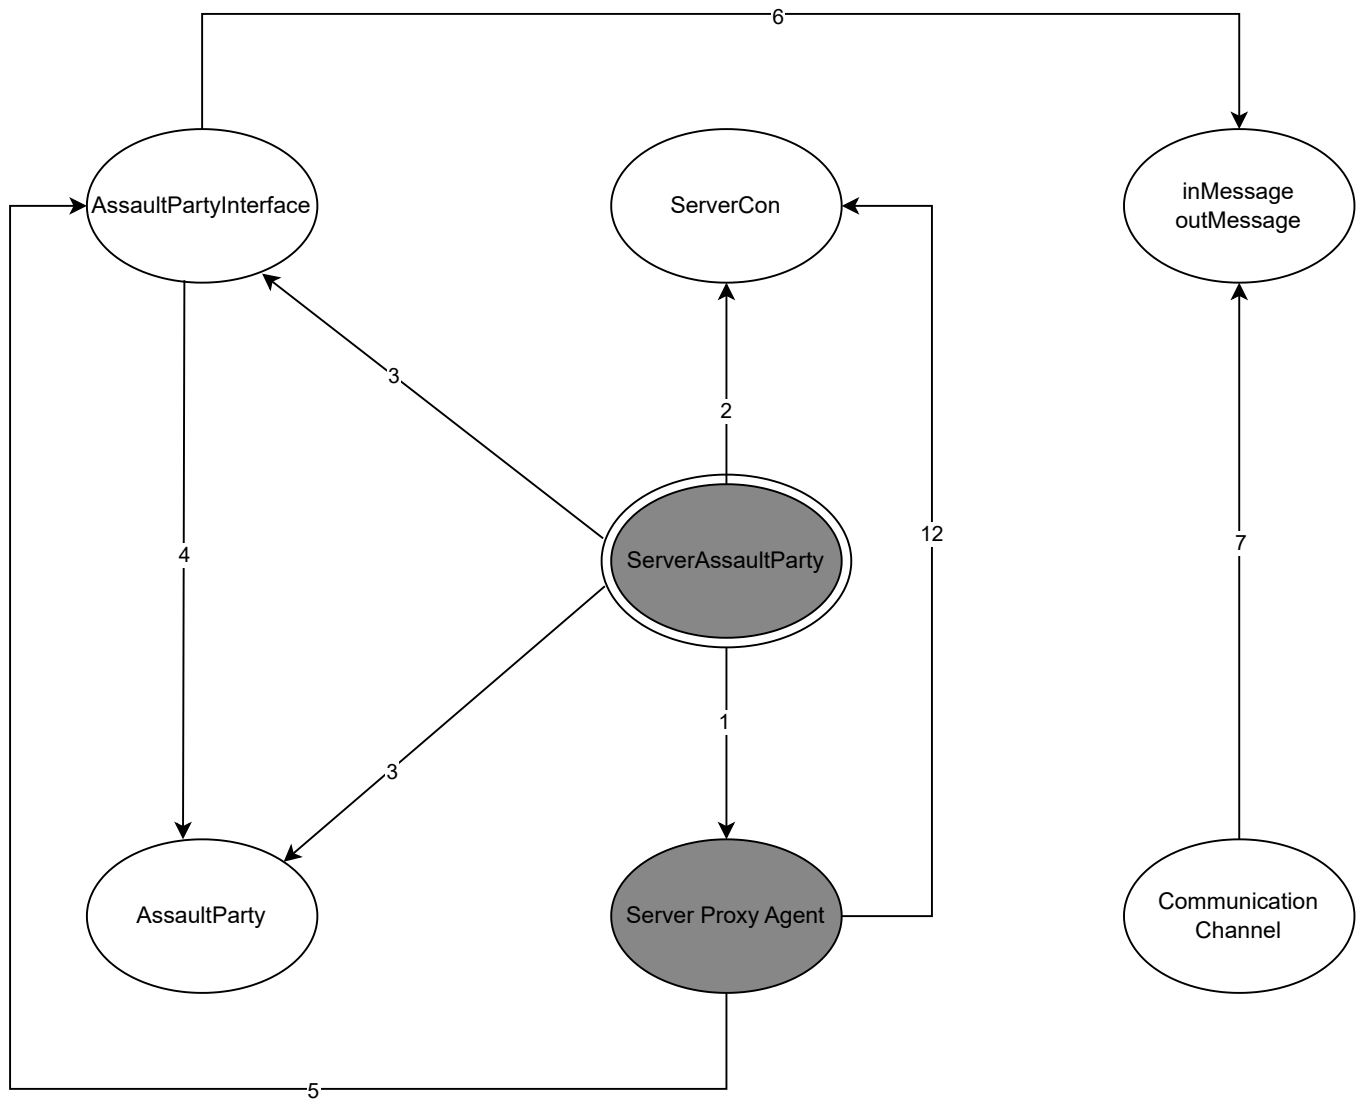 6
AssaultPartyInterface
ServerCon
inMessage
outMessage
3
2
12
7
4
ServerAssaultParty
1
3
AssaultParty
Server Proxy Agent
Communication
Channel
5